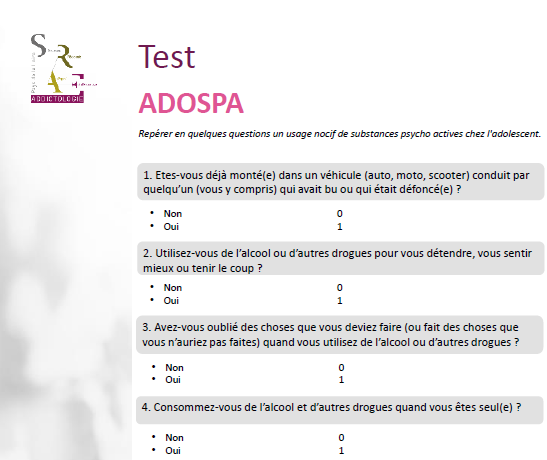 SRAE
ADDICTOLOGIE
Test
ADOSPA
Repérer en quelques questions un usage nocif de substances psycho actives chez l'adolescent.
1. Etes-vous déjà monté(e) dans un véhicule (auto, moto, scooter) conduit par
quelqu’un (vous y compris) qui avait bu ou qui était défoncé(e) ?
• Non 0
• Oui 1
2. Utilisez-vous de l’alcool ou d’autres drogues pour vous détendre, vous sentir
mieux ou tenir le coup ?
• Non 0
• Oui 1
3. Avez-vous oublié des choses que vous deviez faire (ou fait des choses que
vous n’auriez pas faites) quand vous utilisez de l’alcool ou d’autres drogues ?
• Non 0
• Oui 1
4. Consommez-vous de l’alcool et d’autres drogues quand vous êtes seul(e) ?
• Non 0
• Oui 1